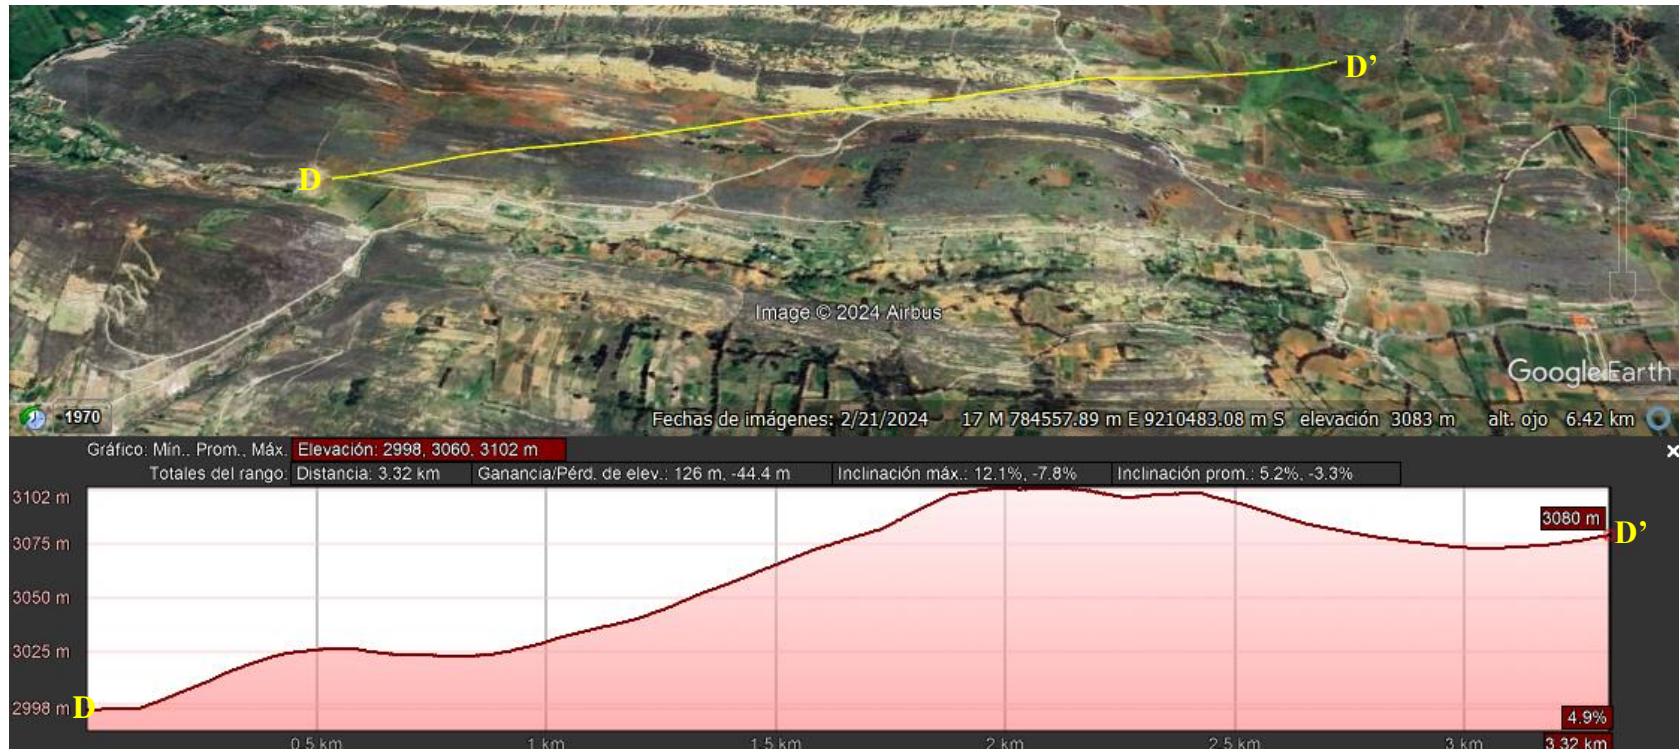 D’
D
Image © 2024 Airbus
Google Earth
1970
Fechas de imágenes: 2/21/2024 17 M 784557.89 m E 9210483.08 m S elevación 3083 m alt. ojo 6.42 km
Gráfico: Mín.. Prom., Máx. Elevación: 2998, 3060, 3102 m
Totales del rango: Distancia: 3.32 km Ganancia/Pérd. de elev.: 126 m, -44.4 m Inclinación máx.: 12.1%, -7.8% Inclinación prom.: 5.2%, -3.3%
3102 m
3080 m
D’
3075 m
3050 m
3025 m
2998 m
D
4.9%
0.5 km 1 km 1.5 km 2 km 2.5 km 3 km 3.32 km